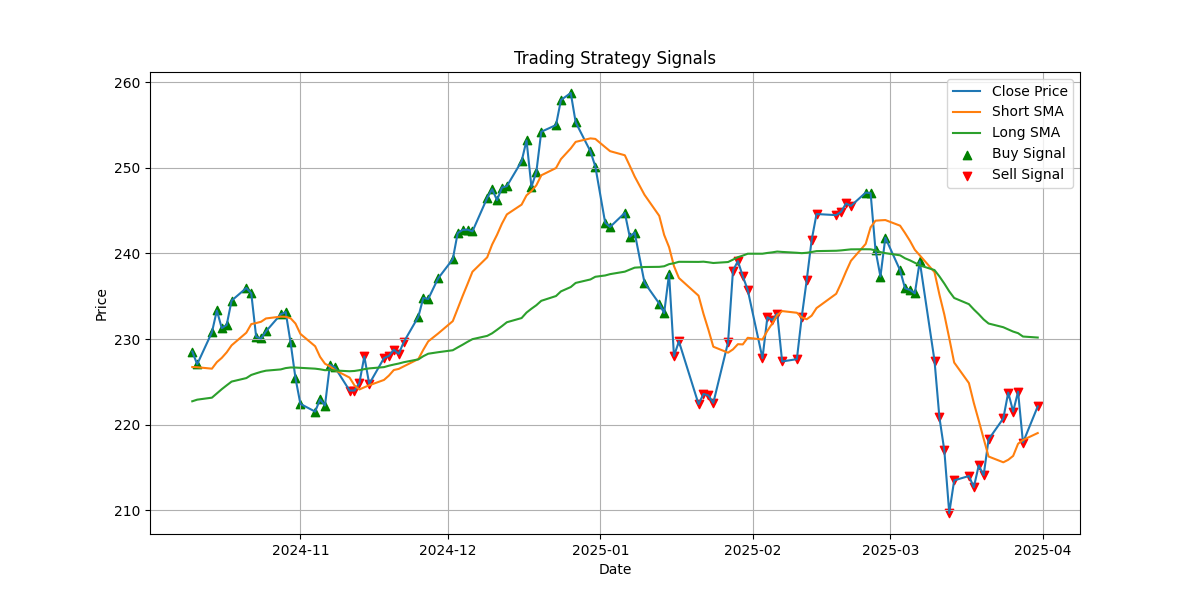 Trading Strategy Signals
Price
260
250
240
230
220
210
Close Price
Short SMA
Long SMA
Buy Signal
Sell Signal
2024-11
2024-12
2025-01
2025-02
2025-03
2025-04
Date